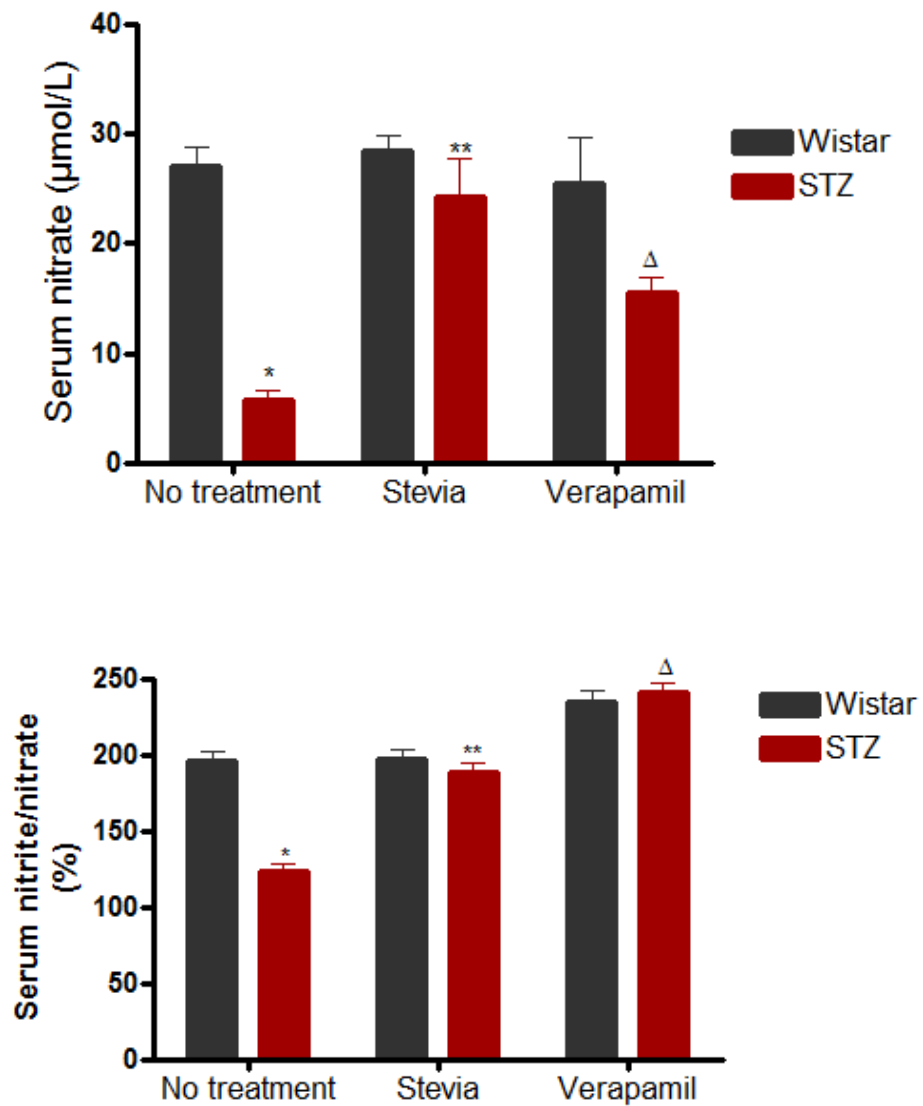 Serum nitrate (µmol/L)
40
30
20
10
0
*
**
Δ
No treatment
Stevia
Verapamil
Wistar
STZ
Serum nitrite/nitrate
(%)
250
200
150
100
50
0
*
**
Δ
No treatment
Stevia
Verapamil
Wistar
STZ